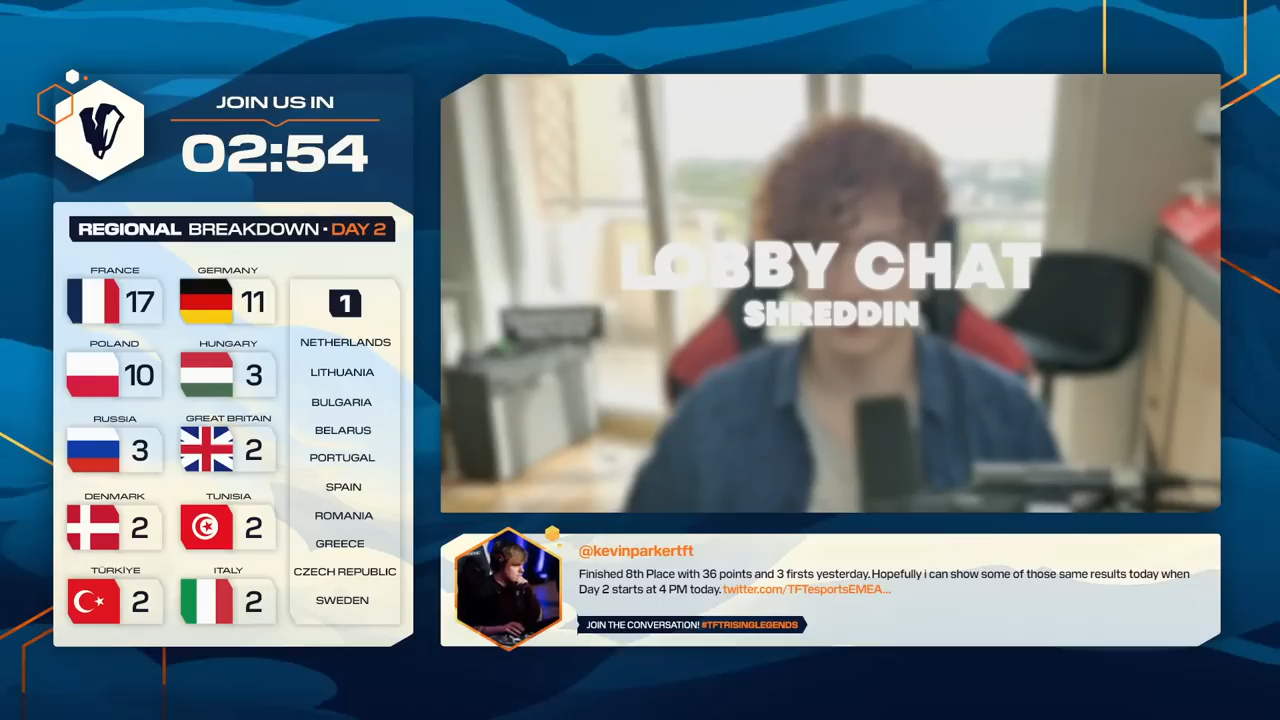 JOIN US IN
02:54
REGIONAL BREAKDOWN · DAY 2
FRANCE
17
GERMANY
11
POLAND
10
HUNGARY
3
RUSSIA
3
GREAT BRITAIN
2
DENMARK
2
TUNISIA
2
TÜRKİYE
2
ITALY
2
1
NETHERLANDS
LITHUANIA
BULGARIA
BELARUS
PORTUGAL
SPAIN
ROMANIA
GREECE
CZECH REPUBLIC
SWEDEN
LOBBY CHAT
SHREDDIN
@kevinparkertft
Finished 8th Place with 36 points and 3 firsts yesterday. Hopefully i can show some of those same results today when
Day 2 starts at 4 PM today. twitter.com/TFTesportsEMEA...
JOIN THE CONVERSATION! #TFTRISINGLEGENDS